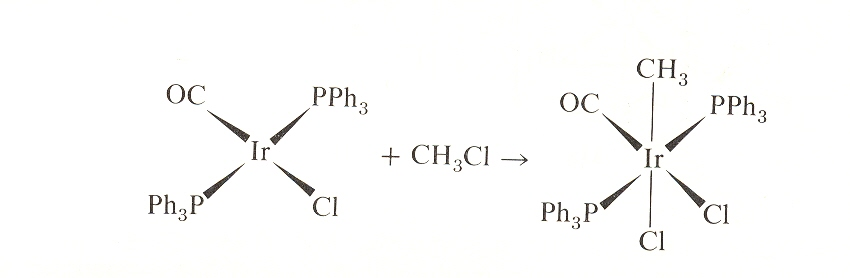 CH₃
OC PPh₃ OC PPh₃
Ir + CH₃Cl → Ir
Ph₃P Cl Ph₃P Cl
Cl